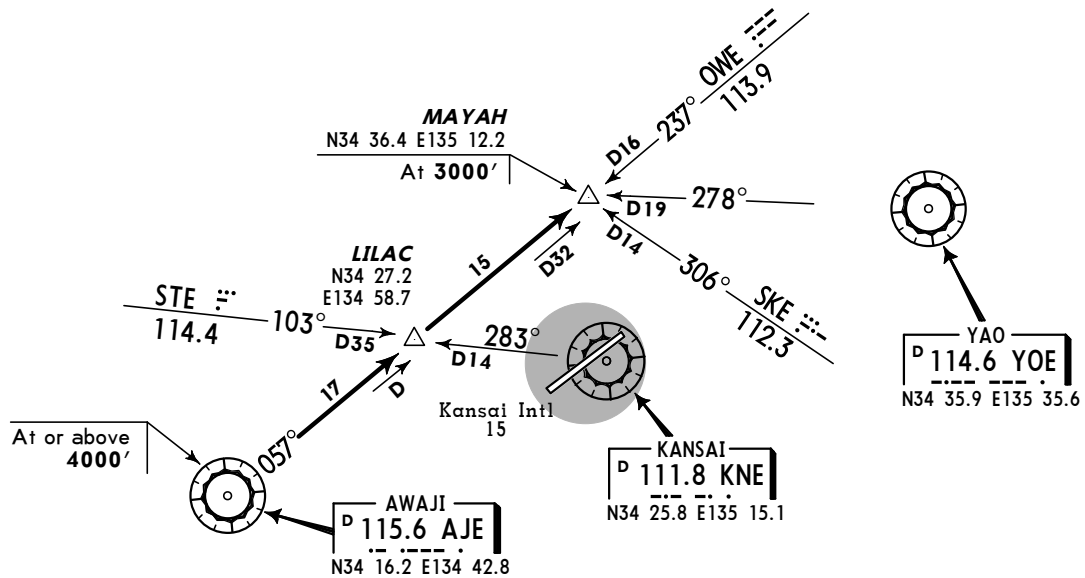 OWE
113.9
237°
D16
MAYAH
N34 36.4 E135 12.2
At 3000'
278°
D19
D14
306°
SKE
112.3
D32
15
LILAC
N34 27.2
E134 58.7
STE
114.4
103°
D35
283°
D14
D
17
057°
Kansai Intl
15
At or above
4000'
YAO
D 114.6 YOE
N34 35.9 E135 35.6
KANSAI
D 111.8 KNE
N34 25.8 E135 15.1
AWAJI
D 115.6 AJE
N34 16.2 E134 42.8